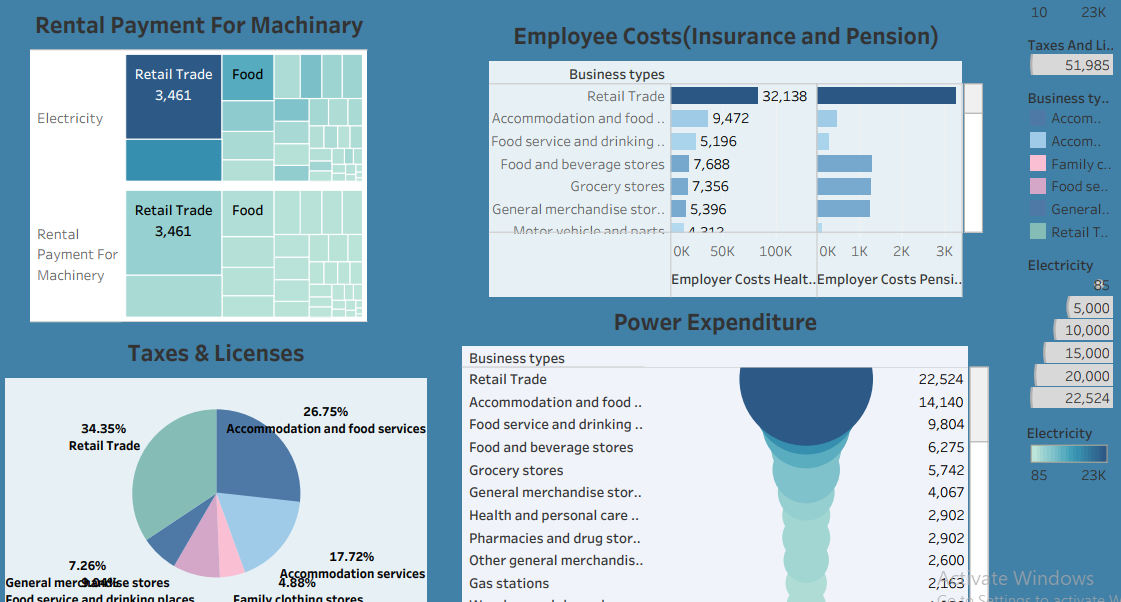 Rental Payment For Machinary
Electricity
Retail Trade
3,461
Food
Rental
Payment For
Machinery
Retail Trade
3,461
Food
Employee Costs(Insurance and Pension)
Business types
Retail Trade
32,138
Accommodation and food ..
9,472
Food service and drinking ..
5,196
Food and beverage stores
7,688
Grocery stores
7,356
General merchandise stor..
5,396
Motor vehicle and parts
4,312
0K 50K 100K
0K 1K 2K 3K
Employer Costs Healt..
Employer Costs Pensi..
Taxes & Licenses
26.75%
Accommodation and food services
34.35%
Retail Trade
17.72%
Accommodation services
7.26%
General merchandise stores
9.04%
Food service and drinking places
4.88%
Family clothing stores
Power Expenditure
Business types
Retail Trade 22,524
Accommodation and food .. 14,140
Food service and drinking .. 9,804
Food and beverage stores 6,275
Grocery stores 5,742
General merchandise stor.. 4,067
Health and personal care .. 2,902
Pharmacies and drug stor.. 2,902
Other general merchandis.. 2,600
Gas stations 2,163
10 23K
Taxes And Li..
51,985
Business ty..
Accom..
Accom..
Family c..
Food se..
General..
Retail T..
Electricity
85
5,000
10,000
15,000
20,000
22,524
Electricity
85 23K
Activate Windows
Go to Settings to activate W